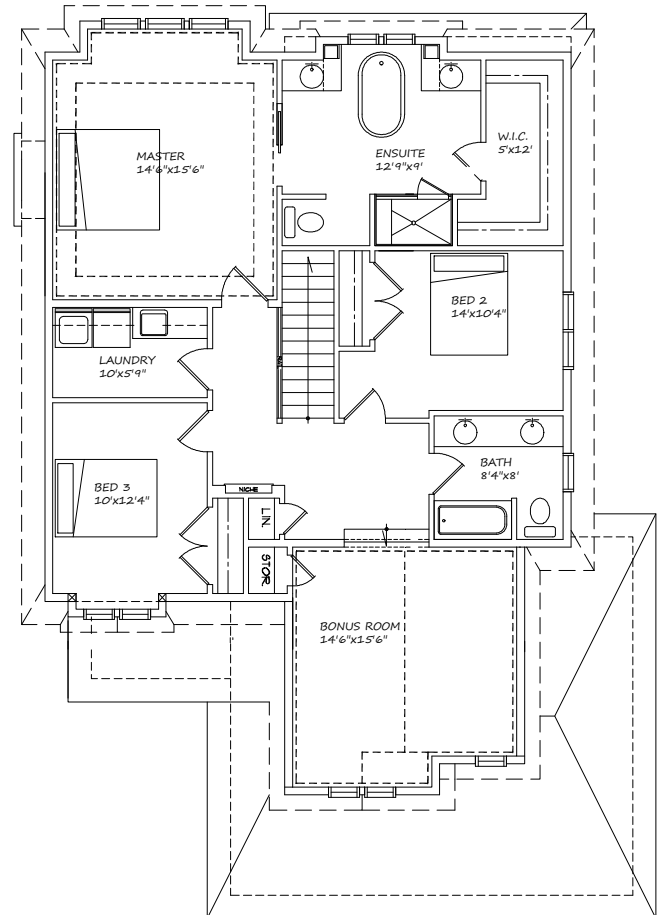 MASTER
14'6"x15'6"
ENSUITE
12'9"x9'
W.I.C.
5'x12'
BED 2
14'x10'4"
LAUNDRY
10'x5'9"
BED 3
10'x12'4"
BATH
8'4"x8'
NICHE
LIN.
STOR.
BONUS ROOM
14'6"x15'6"